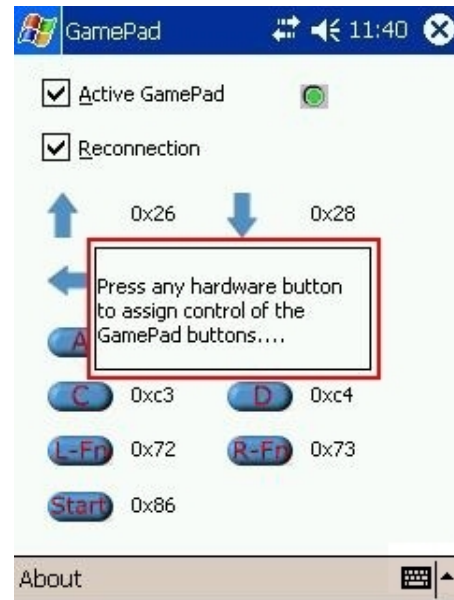 GamePad 11:40
Active GamePad
Reconnection
0x26 0x28
Press any hardware button
to assign control of the
GamePad buttons....
A
C 0xc3 D 0xc4
L-Fn 0x72 R-Fn 0x73
Start 0x86
About